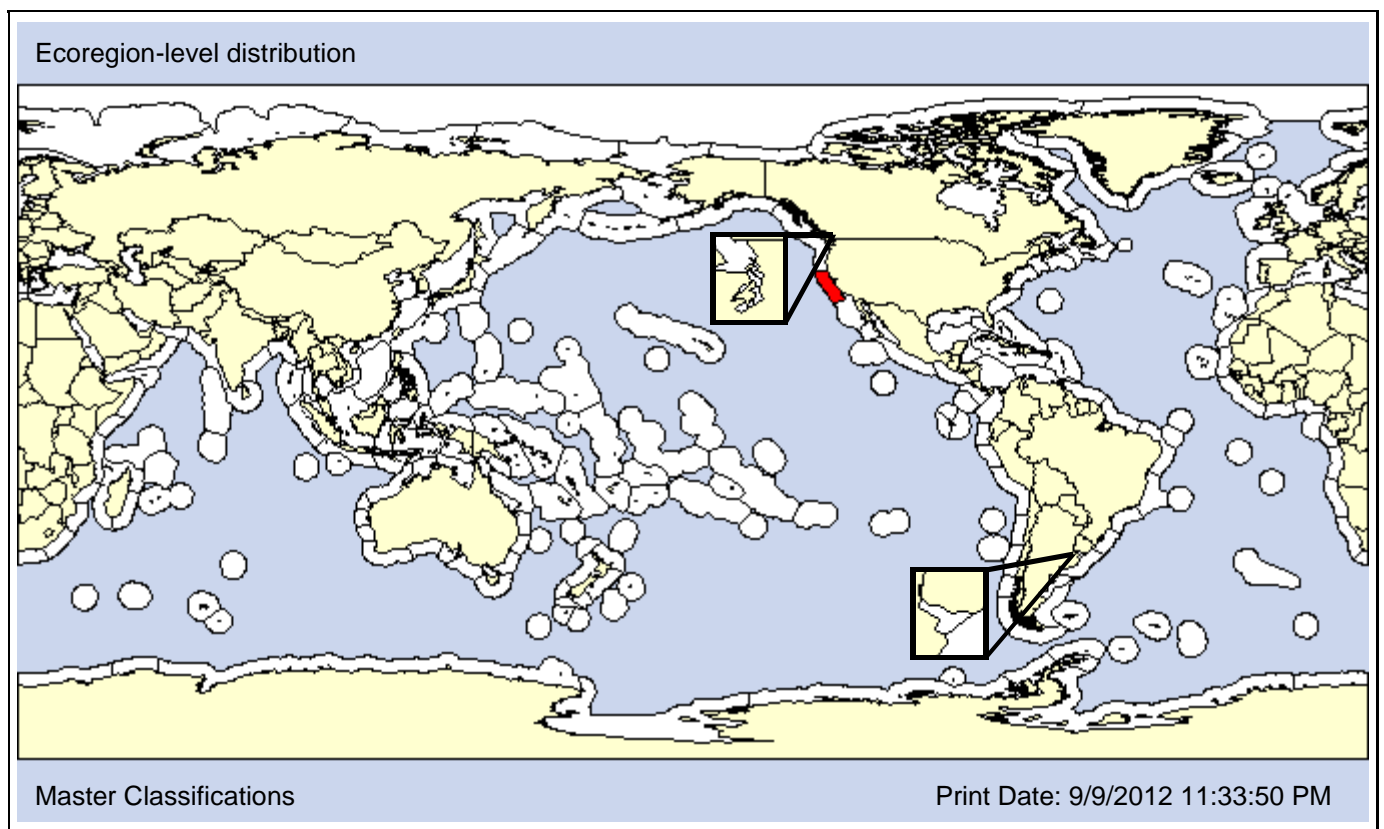 Ecoregion-level distribution
Master Classifications
Print Date: 9/9/2012 11:33:50 PM